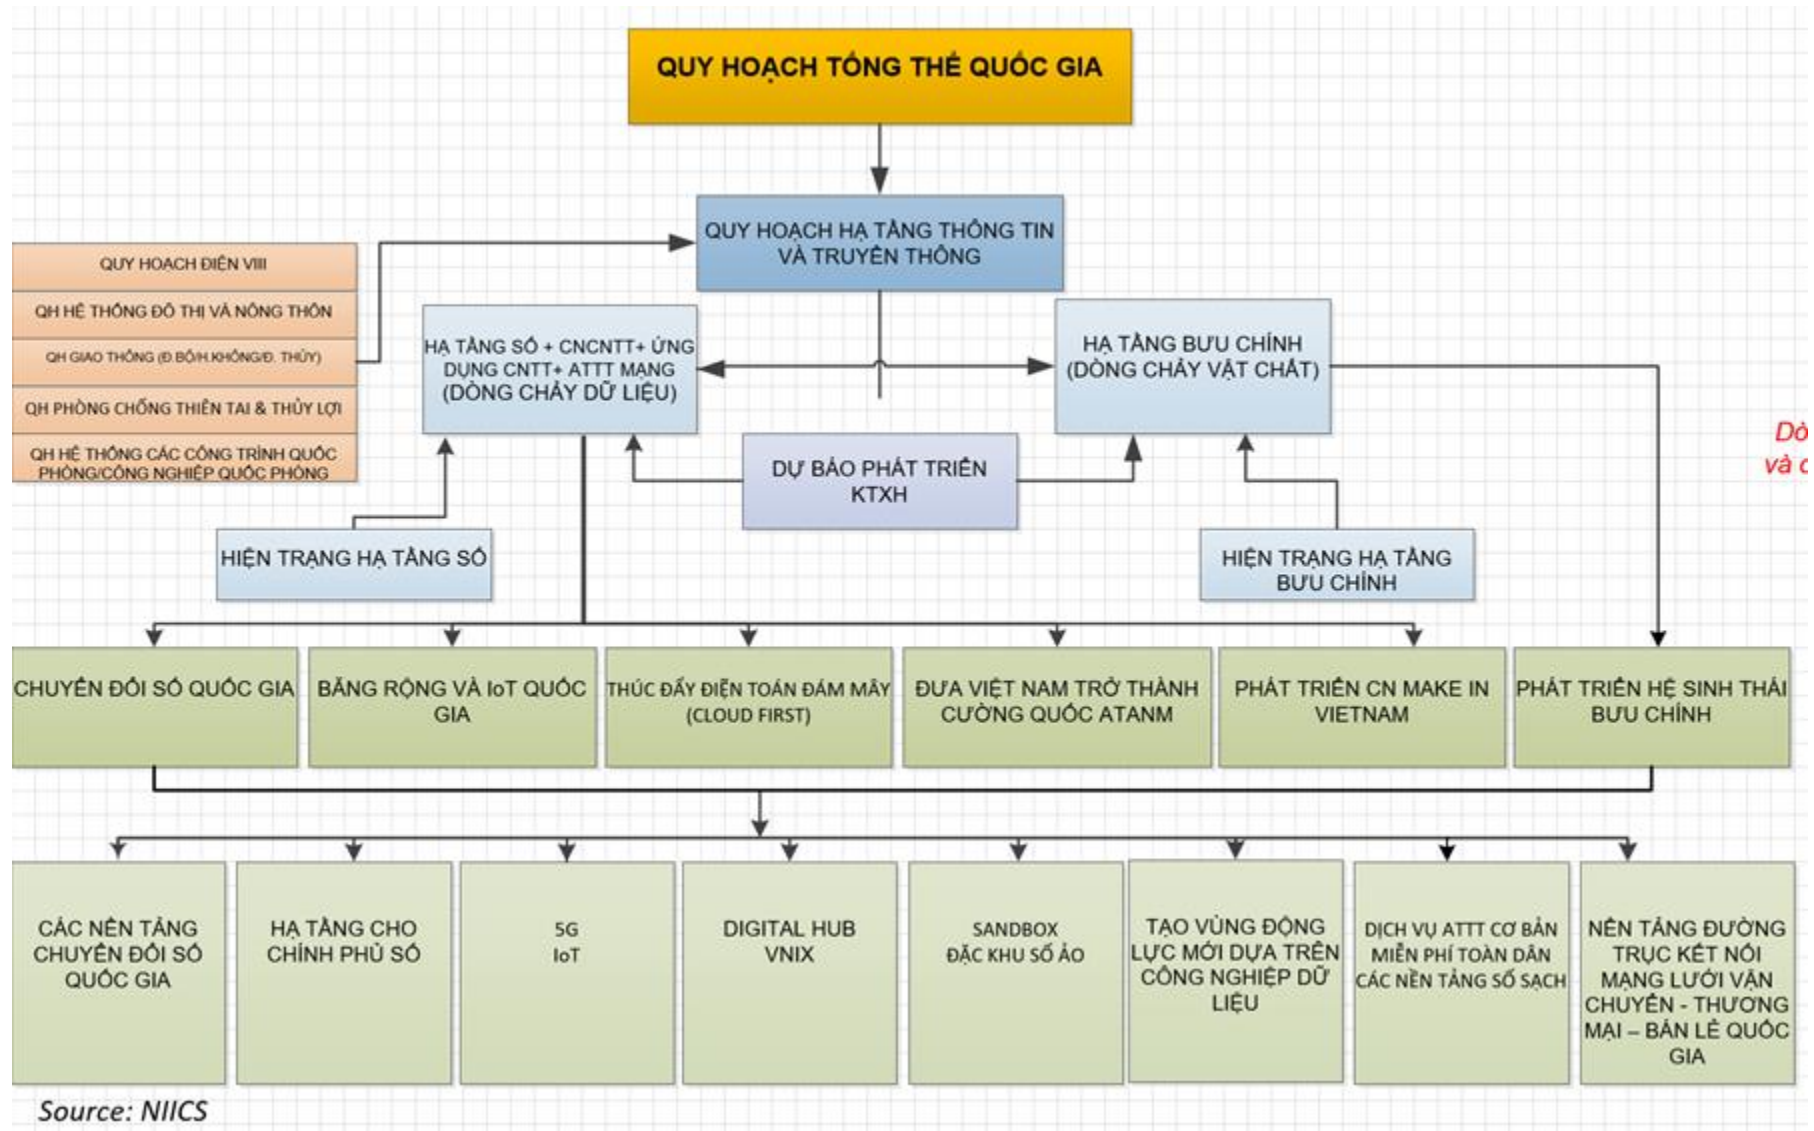 QUY HOẠCH TỔNG THỂ QUỐC GIA
QUY HOẠCH HẠ TẦNG THÔNG TIN
VÀ TRUYỀN THÔNG
QUY HOẠCH ĐIỆN VIII
QH HỆ THỐNG ĐÔ THỊ VÀ NÔNG THÔN
QH GIAO THÔNG (Đ.BỘ/H.KHÔNG/Đ. THỦY)
QH PHÒNG CHỐNG THIÊN TAI & THỦY LỢI
QH HỆ THỐNG CÁC CÔNG TRÌNH QUỐC
PHÒNG/CÔNG NGHIỆP QUỐC PHÒNG
HẠ TẦNG SỐ + CNCNTT+ ỨNG
DỤNG CNTT+ ATTT MẠNG
(DÒNG CHẢY DỮ LIỆU)
HẠ TẦNG BƯU CHÍNH
(DÒNG CHẢY VẬT CHẤT)
DỰ BÁO PHÁT TRIỂN
KTXH
HIỆN TRẠNG HẠ TẦNG SỐ
HIỆN TRẠNG HẠ TẦNG
BƯU CHÍNH
và
CHUYỂN ĐỔI SỐ QUỐC GIA
BĂNG RỘNG VÀ IoT QUỐC
GIA
THÚC ĐẨY ĐIỆN TOÁN ĐÁM MÂY
(CLOUD FIRST)
ĐƯA VIỆT NAM TRỞ THÀNH
CƯỜNG QUỐC ATANM
PHÁT TRIỂN CN MAKE IN
VIETNAM
PHÁT TRIỂN HỆ SINH THÁI
BƯU CHÍNH
CÁC NỀN TẢNG
CHUYỂN ĐỔI SỐ
QUỐC GIA
HẠ TẦNG CHO
CHÍNH PHỦ SỐ
5G
IoT
DIGITAL HUB
VNIX
SANDBOX
ĐẶC KHU SỐ ẢO
TẠO VÙNG ĐỘNG
LỰC MỚI DỰA TRÊN
CÔNG NGHIỆP DỮ
LIỆU
DỊCH VỤ ATTT CƠ BẢN
MIỄN PHÍ TOÀN DÂN
CÁC NỀN TẢNG SỐ SẠCH
NỀN TẢNG ĐƯỜNG
TRỤC KẾT NỐI
MẠNG LƯỚI VẬN
CHUYỂN - THƯƠNG
MẠI – BÁN LẺ QUỐC
GIA
Source: NIICS